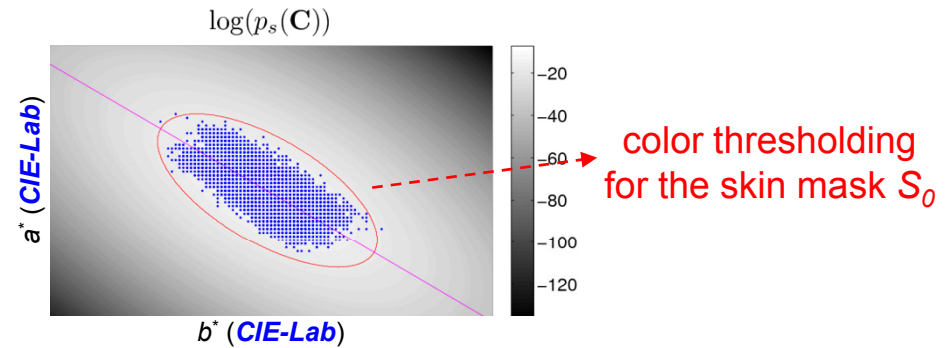 log(p_s(C))
a* (CIE-Lab)
b* (CIE-Lab)
−20
−40
−60
−80
−100
−120
color thresholding
for the skin mask S_0